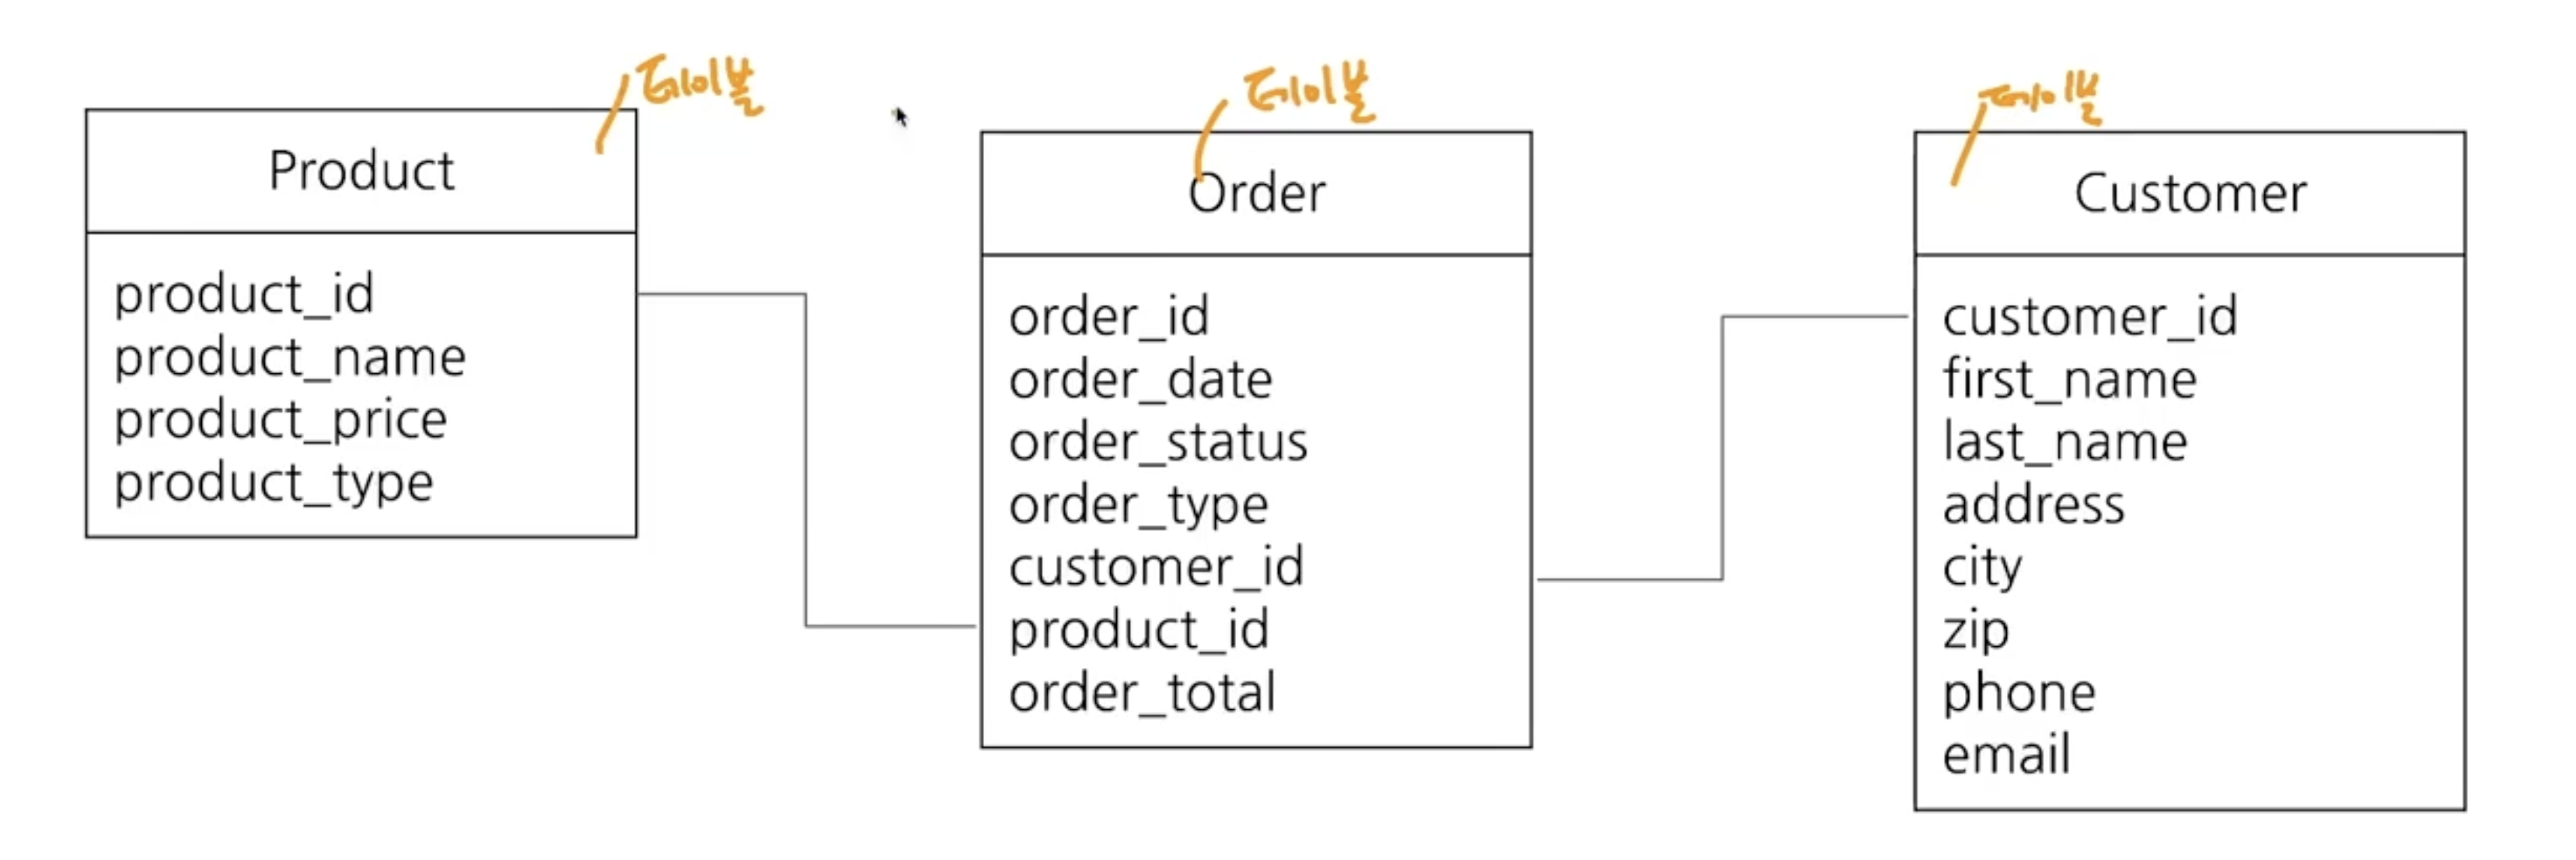 테이블
Product
product_id
product_name
product_price
product_type
테이블
Order
order_id
order_date
order_status
order_type
customer_id
product_id
order_total
테이블
Customer
customer_id
first_name
last_name
address
city
zip
phone
email